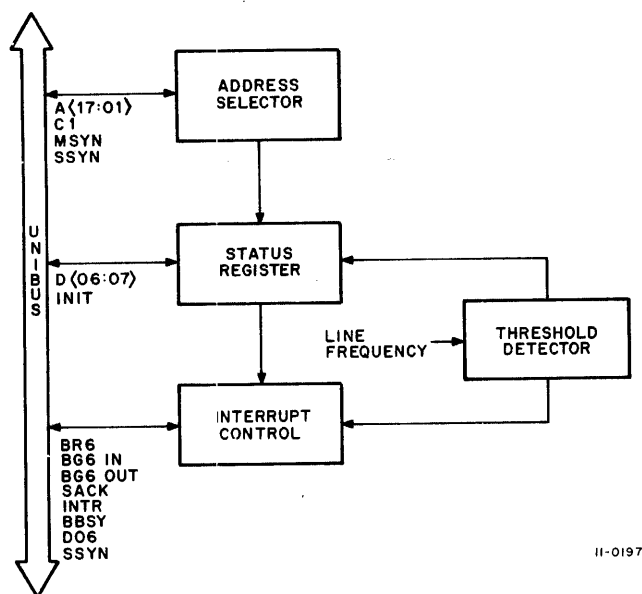 ADDRESS
SELECTOR
A⟨17:01⟩
C1
MSYN
SSYN
UNIBUS
STATUS
REGISTER
D⟨06:07⟩
INIT
LINE
FREQUENCY
THRESHOLD
DETECTOR
INTERRUPT
CONTROL
BR6
BG6 IN
BG6 OUT
SACK
INTR
BBSY
D06
SSYN
11-0197